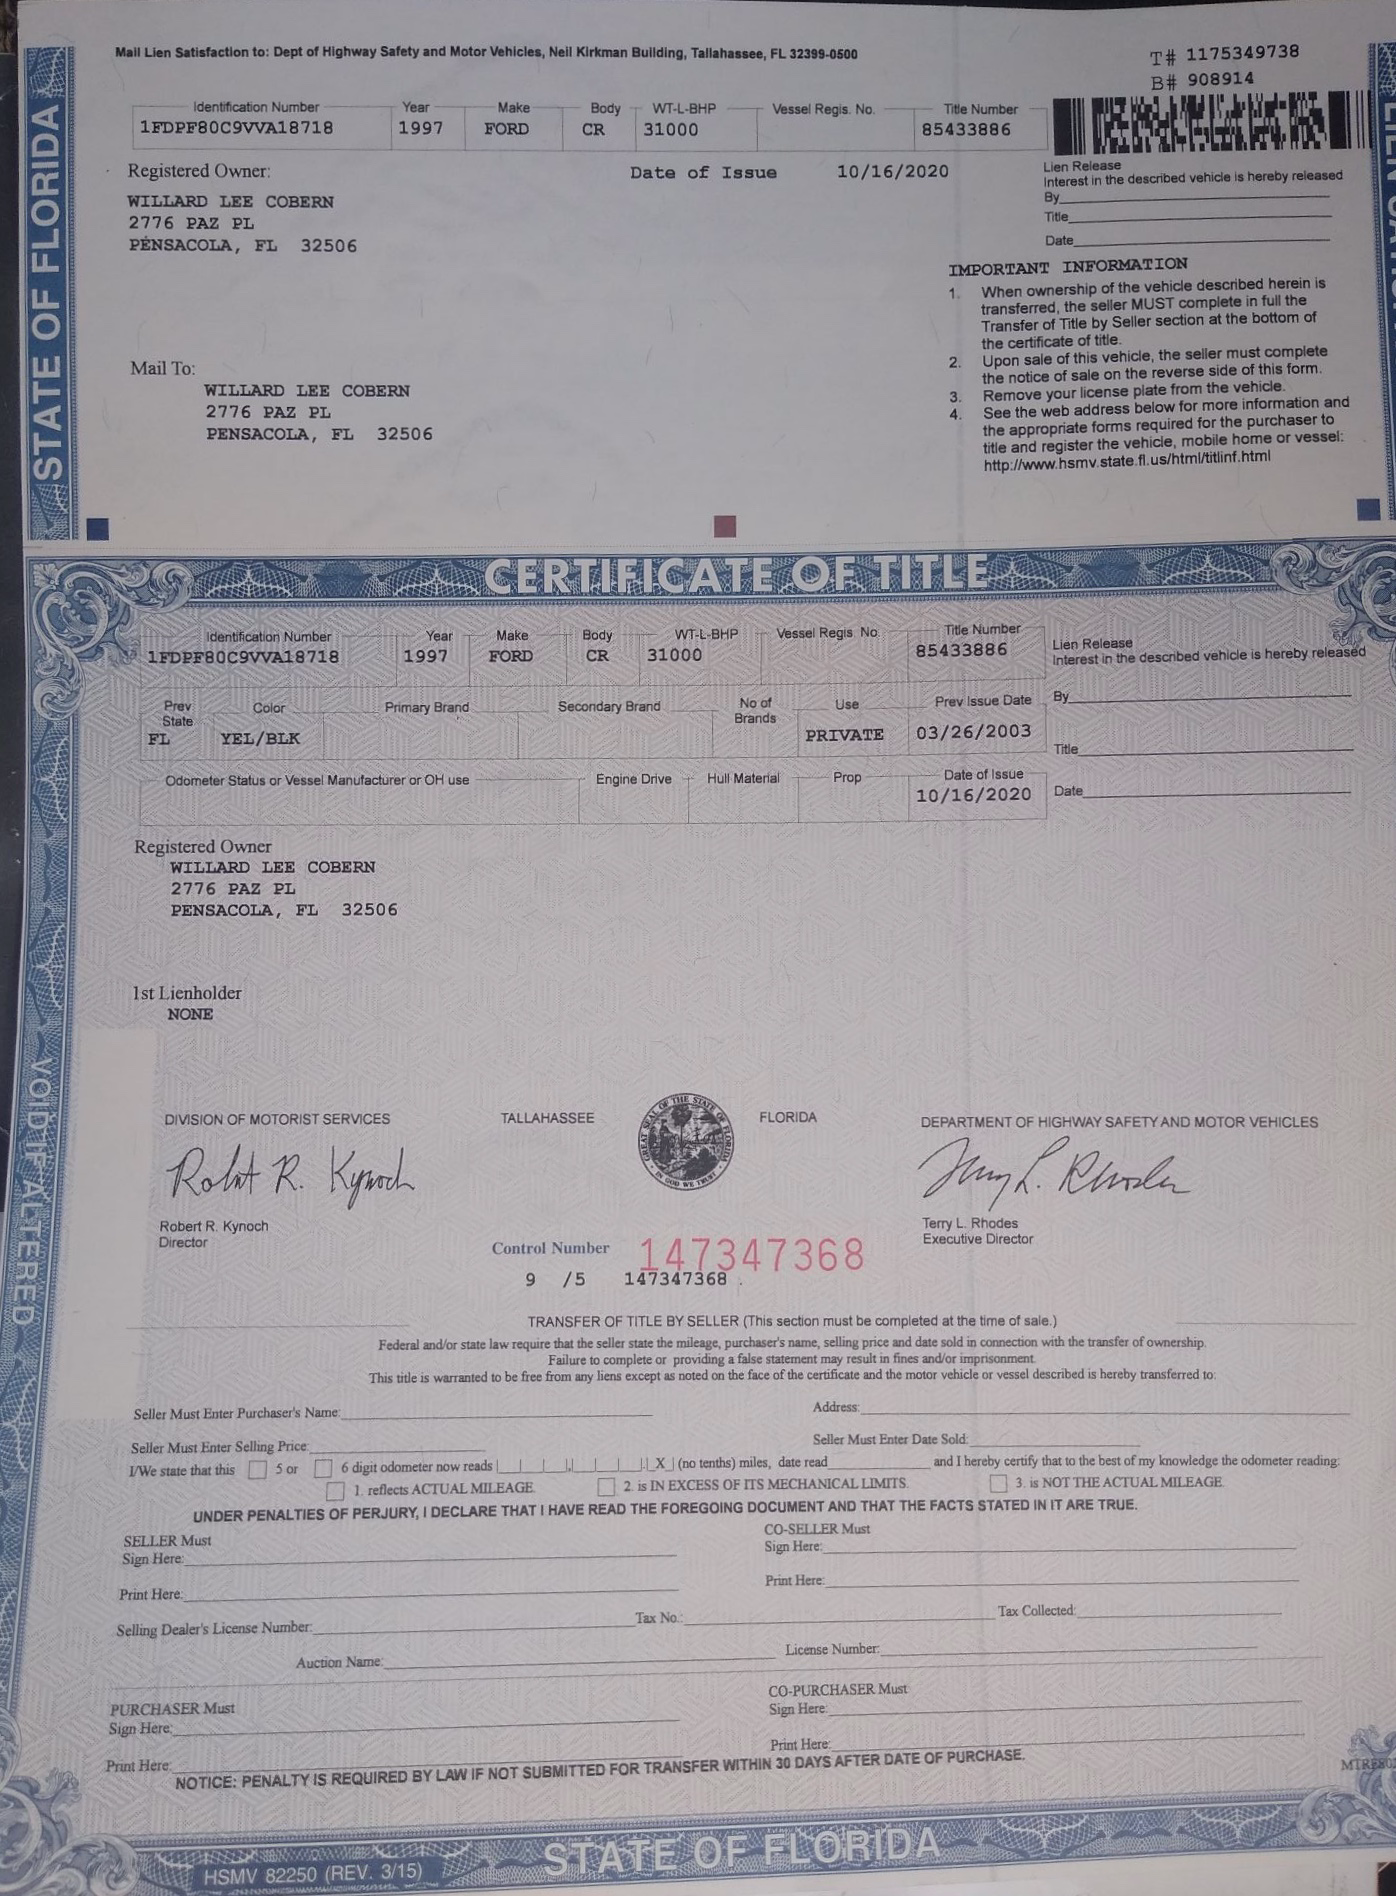 Mail Lien Satisfaction to: Dept of Highway Safety and Motor Vehicles, Neil Kirkman Building, Tallahassee, FL 32399-0500
T# 1175349738
B# 908914
Identification Number Year Make Body WT-L-BHP Vessel Regis. No. Title Number
1FDPF80C9VVA18718 1997 FORD CR 31000 85433886
Registered Owner: Date of Issue 10/16/2020
WILLARD LEE COBERN
2776 PAZ PL
PENSACOLA, FL 32506
Lien Release
Interest in the described vehicle is hereby released
By
Title
Date
IMPORTANT INFORMATION
1. When ownership of the vehicle described herein is
transferred, the seller MUST complete in full the
Transfer of Title by Seller section at the bottom of
the certificate of title.
2. Upon sale of this vehicle, the seller must complete
the notice of sale on the reverse side of this form.
3. Remove your license plate from the vehicle.
4. See the web address below for more information and
the appropriate forms required for the purchaser to
title and register the vehicle, mobile home or vessel:
http://www.hsmv.state.fl.us/html/titlinf.html
Mail To:
WILLARD LEE COBERN
2776 PAZ PL
PENSACOLA, FL 32506
STATE OF FLORIDA
CERTIFICATE OF TITLE
Identification Number Year Make Body WT-L-BHP Vessel Regis. No. Title Number
1FDPF80C9VVA18718 1997 FORD CR 31000 85433886
Lien Release
Interest in the described vehicle is hereby released
By
Title
Date
Prev State Color Primary Brand Secondary Brand No of Brands Use Prev Issue Date
FL YEL/BLK PRIVATE 03/26/2003
Odometer Status or Vessel Manufacturer or OH use Engine Drive Hull Material Prop Date of Issue
10/16/2020
Registered Owner
WILLARD LEE COBERN
2776 PAZ PL
PENSACOLA, FL 32506
1st Lienholder
NONE
VOID IF ALTERED
DIVISION OF MOTORIST SERVICES TALLAHASSEE FLORIDA DEPARTMENT OF HIGHWAY SAFETY AND MOTOR VEHICLES
GREAT SEAL OF THE STATE OF FLORIDA
IN GOD WE TRUST
Robert R. Kynoch
Terry L. Rhodes
Robert R. Kynoch
Director
Terry L. Rhodes
Executive Director
Control Number 147347368
9 /5 147347368
TRANSFER OF TITLE BY SELLER (This section must be completed at the time of sale.)
Federal and/or state law require that the seller state the mileage, purchaser's name, selling price and date sold in connection with the transfer of ownership.
Failure to complete or providing a false statement may result in fines and/or imprisonment.
This title is warranted to be free from any liens except as noted on the face of the certificate and the motor vehicle or vessel described is hereby transferred to:
Seller Must Enter Purchaser's Name: Address:
Seller Must Enter Selling Price: Seller Must Enter Date Sold:
I/We state that this 5 or 6 digit odometer now reads X (no tenths) miles, date read and I hereby certify that to the best of my knowledge the odometer reading:
1. reflects ACTUAL MILEAGE. 2. is IN EXCESS OF ITS MECHANICAL LIMITS. 3. is NOT THE ACTUAL MILEAGE.
UNDER PENALTIES OF PERJURY, I DECLARE THAT I HAVE READ THE FOREGOING DOCUMENT AND THAT THE FACTS STATED IN IT ARE TRUE.
SELLER Must
Sign Here:
CO-SELLER Must
Sign Here:
Print Here: Print Here:
Selling Dealer's License Number: Tax No.: Tax Collected:
Auction Name: License Number:
PURCHASER Must
Sign Here:
CO-PURCHASER Must
Sign Here:
Print Here: Print Here:
NOTICE: PENALTY IS REQUIRED BY LAW IF NOT SUBMITTED FOR TRANSFER WITHIN 30 DAYS AFTER DATE OF PURCHASE.
HSMV 82250 (REV. 3/15)
STATE OF FLORIDA